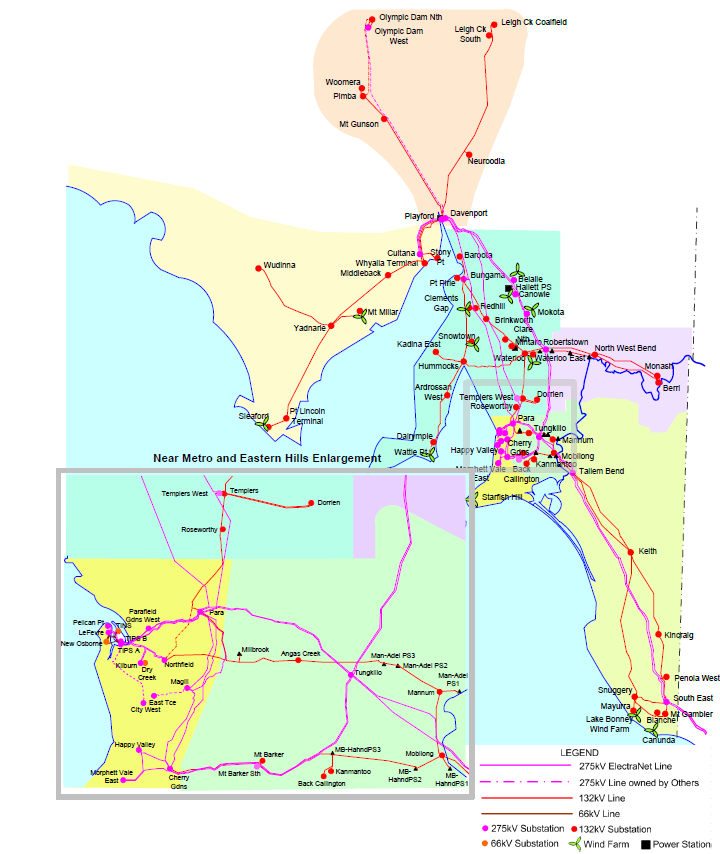 Olympic Dam Nth
Olympic Dam
West
Leigh Ck Coalfield
Leigh Ck
South
Woomera
Pimba
Mt Gunson
Neuroodla
Playford
Davenport
Cultana
Stony
Pt
Baroota
Whyalla Terminal
Middleback
Wudinna
Bungama
Pt Pirie
Belalie
Hallett PS
Canowie
Mt Millar
Clements
Gap
Redhill
Mokota
Brinkworth
Yadnarie
Clare
Nth
Snowtown
Mintaro
Robertstown
Kadina East
Waterloo
Waterloo East
North West Bend
Hummocks
Monash
Berri
Ardrossan
West
Templers West
Dorrien
Roseworthy
Sleaford
Pt Lincoln
Terminal
Para
Tungkillo
Dalrymple
Wattle Pt
Happy Valley
Cherry
Gdns
Mannum
Mobilong
Kanmantoo
Morphett Vale
East
Back
Callington
Tailem Bend
Starfish Hill
Near Metro and Eastern Hills Enlargement
Templers West
Templers
Dorrien
Roseworthy
Keith
Parafield
Gdns West
Para
Pelican Pt
LeFevre
New Osborne
TIPS B
TIPS A
Kilburn
Dry
Creek
Northfield
Millbrook
Angas Creek
Man-Adel PS3
Man-Adel PS2
Man-Adel
PS1
Tungkillo
Magill
East Tce
City West
Mannum
Kincraig
Penola West
South East
Snuggery
Mayurra
Mt Gambier
Lake Bonney
Wind Farm
Blanche
Canunda
Happy Valley
Morphett Vale
East
Cherry
Gdns
Mt Barker
Mt Barker Sth
MB-HahndPS3
Kanmantoo
Back Callington
Mobilong
MB-
HahndPS2
MB-
HahndPS1
LEGEND
275kV ElectraNet Line
275kV Line owned by Others
132kV Line
66kV Line
275kV Substation
132kV Substation
66kV Substation
Wind Farm
Power Station